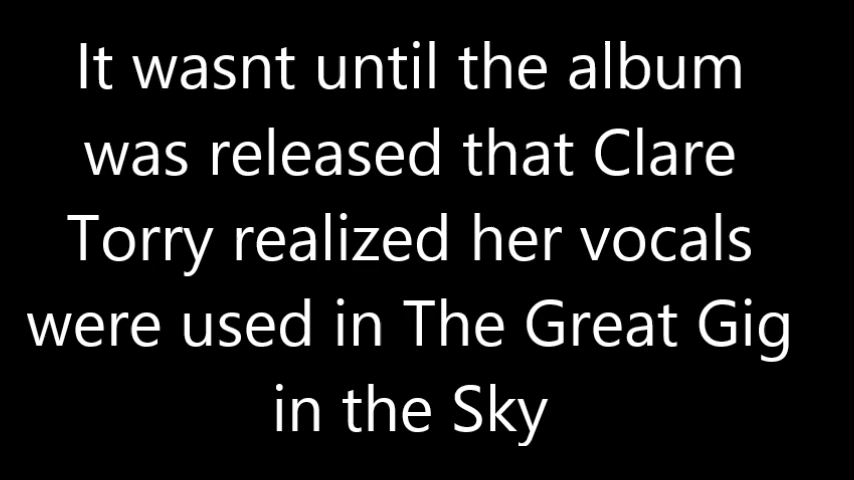 It wasnt until the album
was released that Clare
Torry realized her vocals
were used in The Great Gig
in the Sky